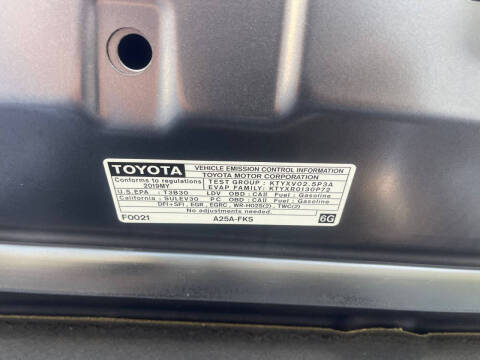 TOYOTA VEHICLE EMISSION CONTROL INFORMATION
TOYOTA MOTOR CORPORATION
Conforms to regulations
2019MY
TEST GROUP : KTYXV02.5P3A
EVAP FAMILY: KTYXR0130P72
U.S.EPA : T3B30 LDV OBD : CAII Fuel : Gasoline
California : SULEV30 PC OBD : CAII Fuel : Gasoline
DFI+SFI , EGR , EGRC , WR-HO2S(2) , TWC(2)
No adjustments needed.
F0021 A25A-FKS 6G